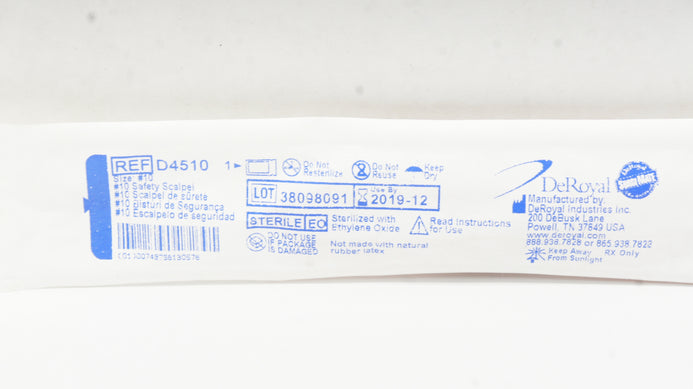 REF D4510 1
Size: #10
#10 Safety Scalpel
#10 Scalpel de sûreté
#10 Bisturi de Segurança
#10 Escalpelo de seguridad
Do Not Resterilize
Do Not Reuse
Keep Dry
LOT 38098091
Use By 2019-12
STERILE EO
Sterilized with
Ethylene Oxide
Read Instructions
for Use
DO NOT USE
IF PACKAGE
IS DAMAGED
Not made with natural
rubber latex
DeRoyal
Manufactured by:
DeRoyal Industries Inc.
200 DeBusk Lane
Powell, TN 37849 USA
www.deroyal.com
888.938.7828 or 865.938.7828
Keep Away
From Sunlight
RX Only